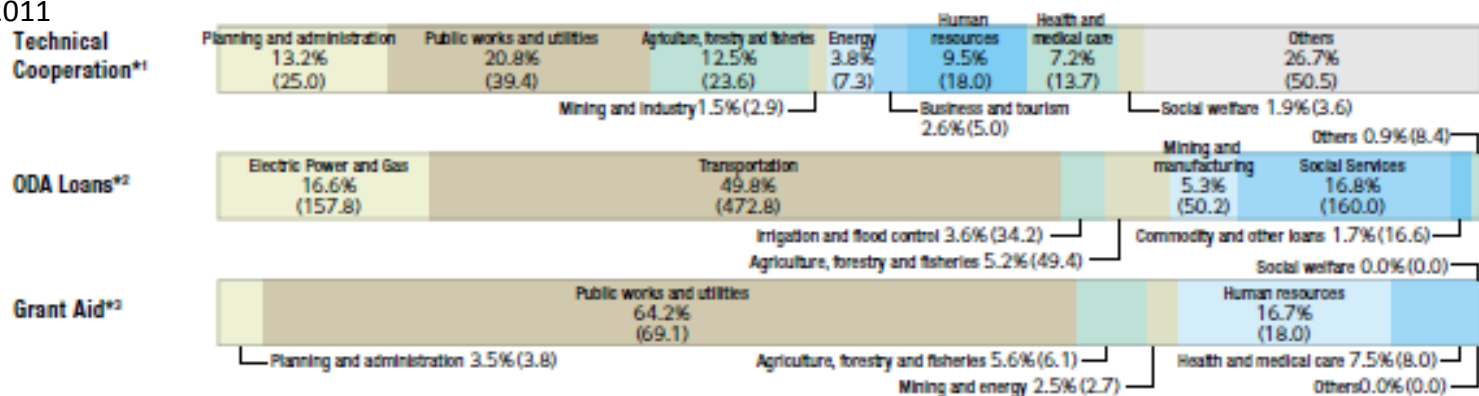 2011
Technical
Cooperation*1
Planning and administration
13.2%
(25.0)
Public works and utilities
20.8%
(39.4)
Agriculture, forestry and fisheries
12.5%
(23.6)
Energy
3.8%
(7.3)
Human
resources
9.5%
(18.0)
Health and
medical care
7.2%
(13.7)
Others
26.7%
(50.5)
Mining and industry1.5%(2.9)
Business and tourism
2.6%(5.0)
Social welfare 1.9%(3.6)
Others 0.9%(8.4)
ODA Loans*2
Electric Power and Gas
16.6%
(157.8)
Transportation
49.8%
(472.8)
Mining and
manufacturing
5.3%
(50.2)
Social Services
16.8%
(160.0)
Irrigation and flood control 3.6%(34.2)
Commodity and other loans 1.7%(16.6)
Agriculture, forestry and fisheries 5.2%(49.4)
Social welfare 0.0%(0.0)
Grant Aid*3
Public works and utilities
64.2%
(69.1)
Human resources
16.7%
(18.0)
Planning and administration 3.5%(3.8)
Agriculture, forestry and fisheries 5.6%(6.1)
Health and medical care 7.5%(8.0)
Mining and energy 2.5%(2.7)
Others0.0%(0.0)